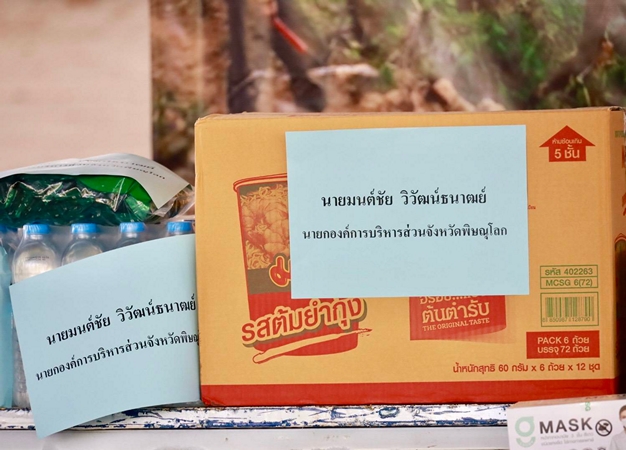 นายมนต์ชัย วิวัฒน์ธนาฒย์
นายกองค์การบริหารส่วนจังหวัดพิษณุโลก
ห้ามซ้อนเกิน
5 ชั้น
รหัส 402263
MCSG 6(72)
รสต้มยำกุ้ง
ต้นตำรับ
THE ORIGINAL TASTE
PACK 6 ถ้วย
บรรจุ 72 ถ้วย
น้ำหนักสุทธิ 60 กรัม x 6 ถ้วย x 12 ชุด
นายมนต์ชัย วิวัฒน์ธนาฒย์
นายกองค์การบริหารส่วนจังหวัดพิษณุ
g MASK